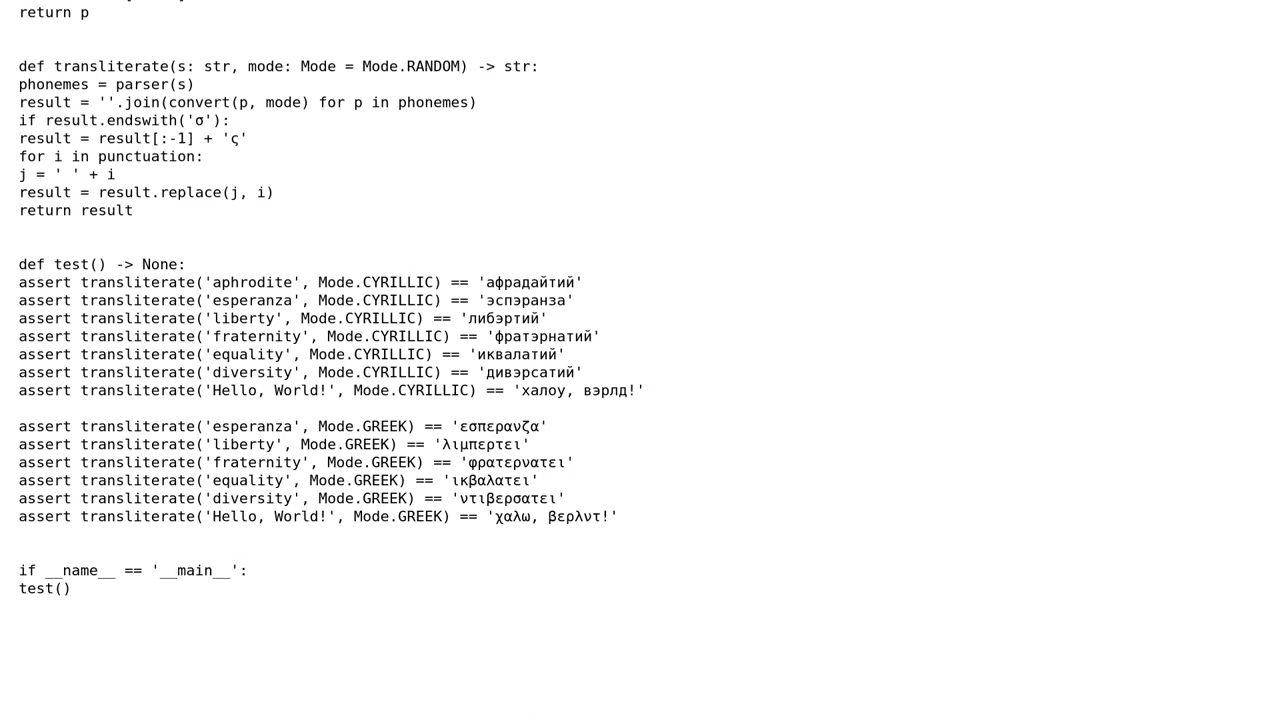 return p
def transliterate(s: str, mode: Mode = Mode.RANDOM) -> str:
phonemes = parser(s)
result = ''.join(convert(p, mode) for p in phonemes)
if result.endswith('σ'):
result = result[:-1] + 'ς'
for i in punctuation:
j = ' ' + i
result = result.replace(j, i)
return result
def test() -> None:
assert transliterate('aphrodite', Mode.CYRILLIC) == 'афрадайтий'
assert transliterate('esperanza', Mode.CYRILLIC) == 'эспэранза'
assert transliterate('liberty', Mode.CYRILLIC) == 'либэртий'
assert transliterate('fraternity', Mode.CYRILLIC) == 'фратэрнатий'
assert transliterate('equality', Mode.CYRILLIC) == 'иквалатий'
assert transliterate('diversity', Mode.CYRILLIC) == 'дивэрсатий'
assert transliterate('Hello, World!', Mode.CYRILLIC) == 'халоу, вэрлд!'
assert transliterate('esperanza', Mode.GREEK) == 'εσπερανζα'
assert transliterate('liberty', Mode.GREEK) == 'λιμπερτει'
assert transliterate('fraternity', Mode.GREEK) == 'φρατερνατει'
assert transliterate('equality', Mode.GREEK) == 'ικβαλατει'
assert transliterate('diversity', Mode.GREEK) == 'ντιβερσατει'
assert transliterate('Hello, World!', Mode.GREEK) == 'χαλω, βερλντ!'
if __name__ == '__main__':
test()